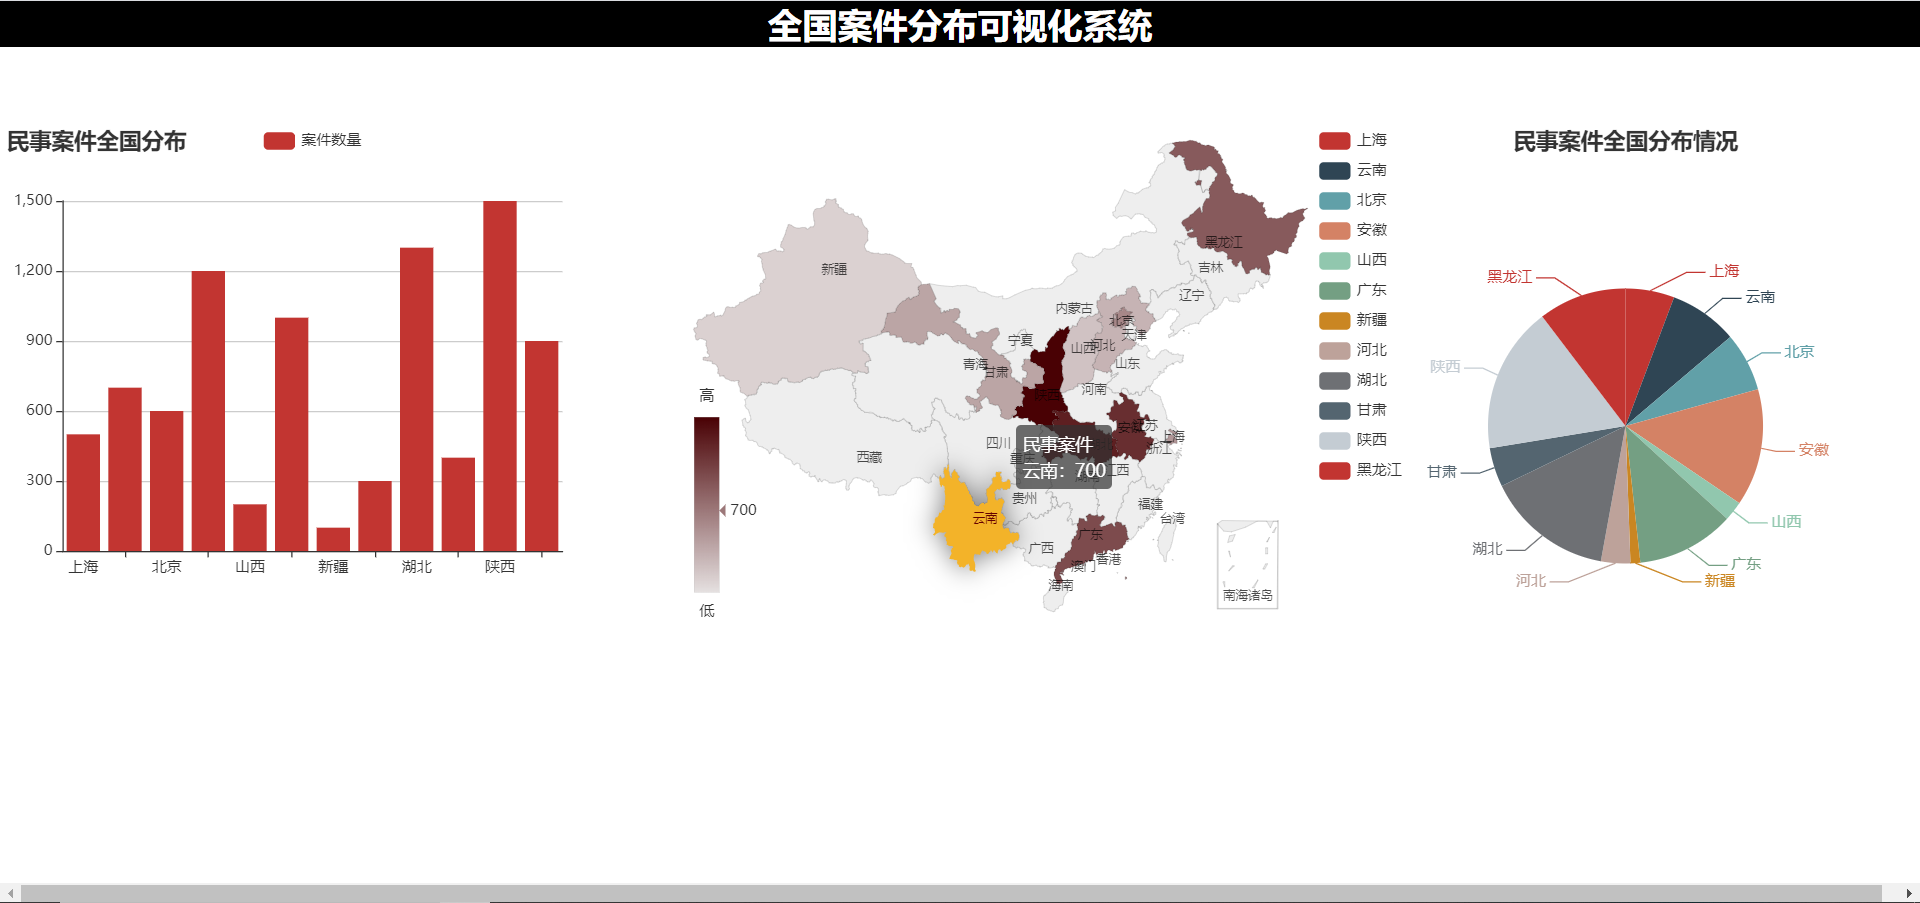 全国案件分布可视化系统
民事案件全国分布
案件数量
1,500
1,200
900
600
300
0
上海
北京
山西
新疆
湖北
陕西
高
700
低
黑龙江
吉林
辽宁
新疆
内蒙古
北京
天津
宁夏
山西
河北
青海
甘肃
山东
河南
陕西
安徽
江苏
上海
四川
浙江
重庆
西藏
江西
湖南
贵州
福建
云南
台湾
广东
广西
香港
澳门
海南
南海诸岛
民事案件
云南: 700
上海
云南
北京
安徽
山西
广东
新疆
河北
湖北
甘肃
陕西
黑龙江
民事案件全国分布情况
黑龙江
上海
云南
北京
陕西
安徽
甘肃
山西
湖北
广东
河北
新疆